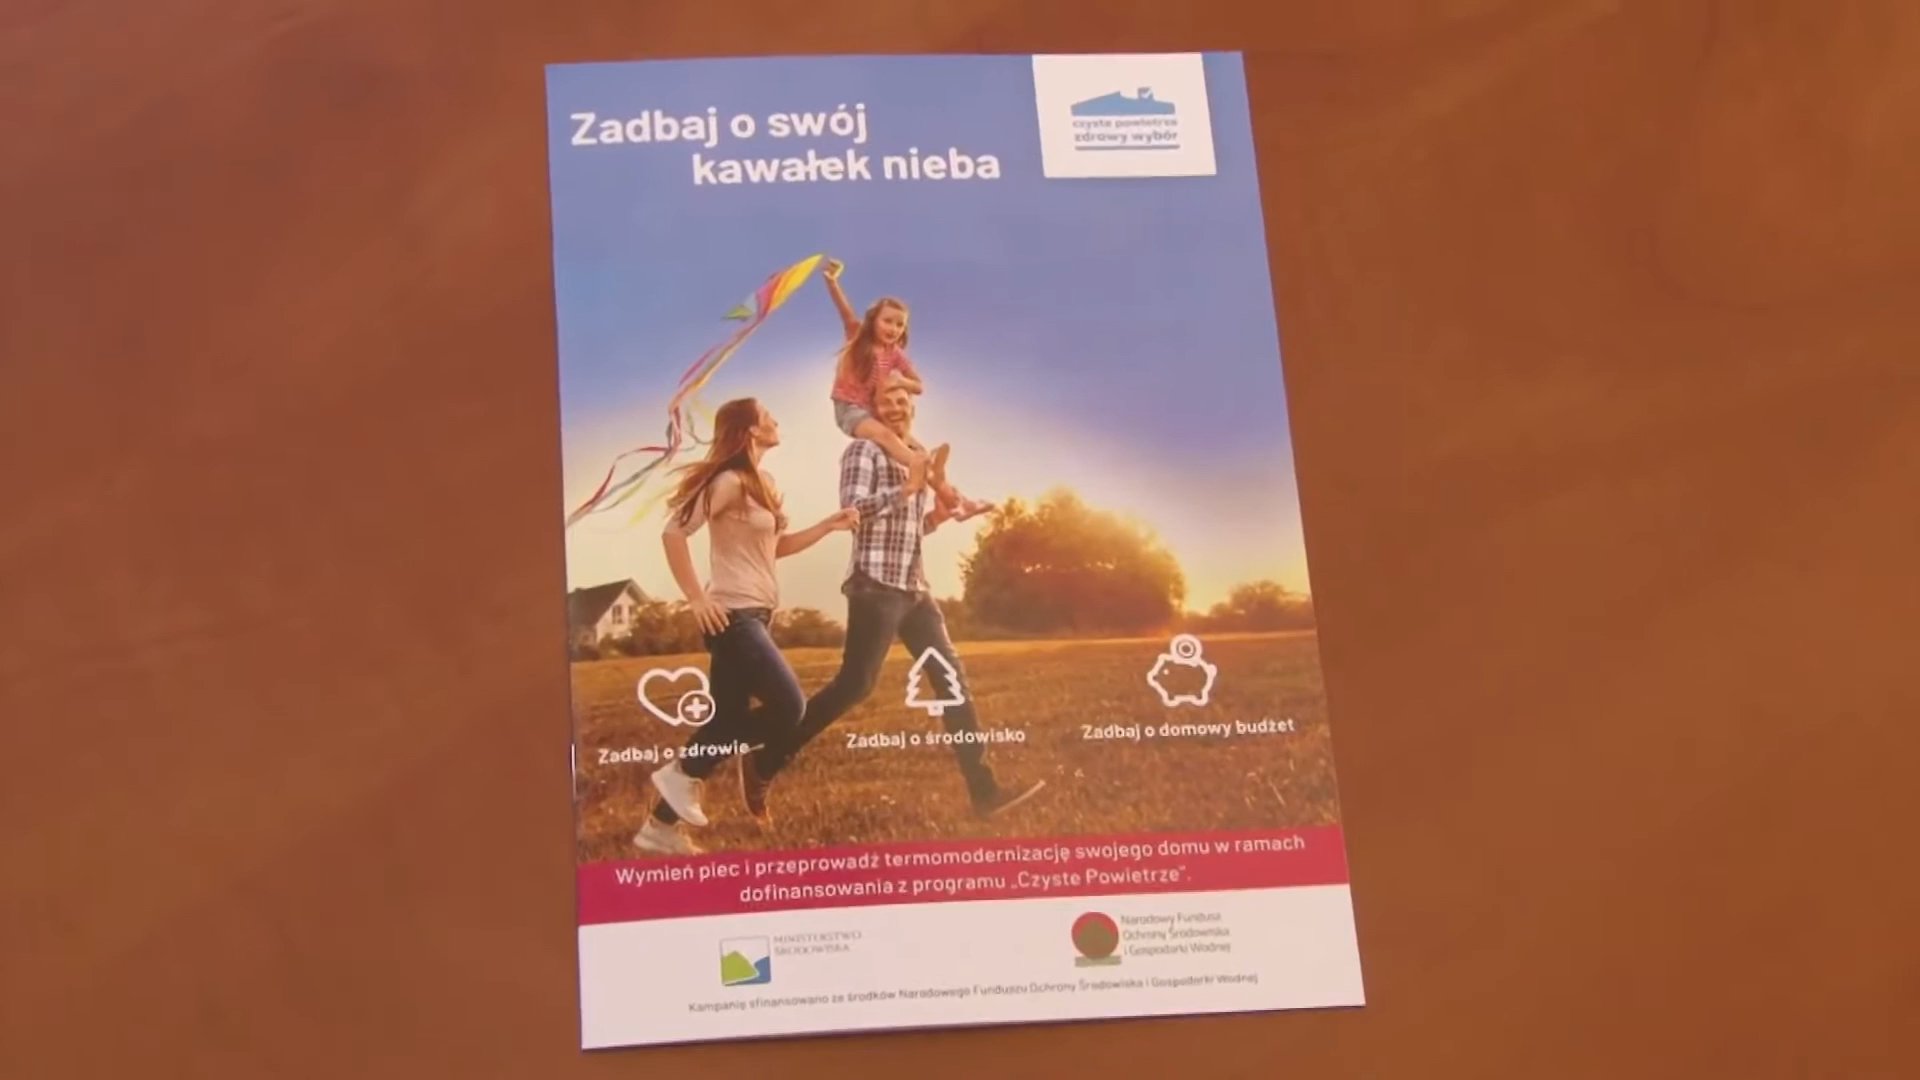 Zadbaj o swój
kawałek nieba
czyste powietrze
zdrowy wybór
Zadbaj o zdrowie
Zadbaj o środowisko
Zadbaj o domowy budżet
Wymień piec i przeprowadź termomodernizację swojego domu w ramach
dofinansowania z programu „Czyste Powietrze”.
MINISTERSTWO
ŚRODOWISKA
Narodowy Fundusz
Ochrony Środowiska
i Gospodarki Wodnej
Kampania sfinansowano ze środków Narodowego Funduszu Ochrony Środowiska i Gospodarki Wodnej